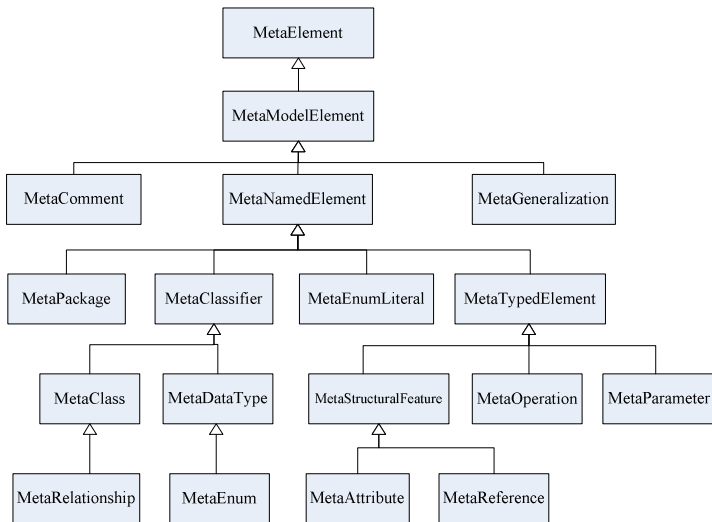 MetaElement
MetaModelElement
MetaComment
MetaNamedElement
MetaGeneralization
MetaPackage
MetaClassifier
MetaEnumLiteral
MetaTypedElement
MetaClass
MetaDataType
MetaStructuralFeature
MetaOperation
MetaParameter
MetaRelationship
MetaEnum
MetaAttribute
MetaReference